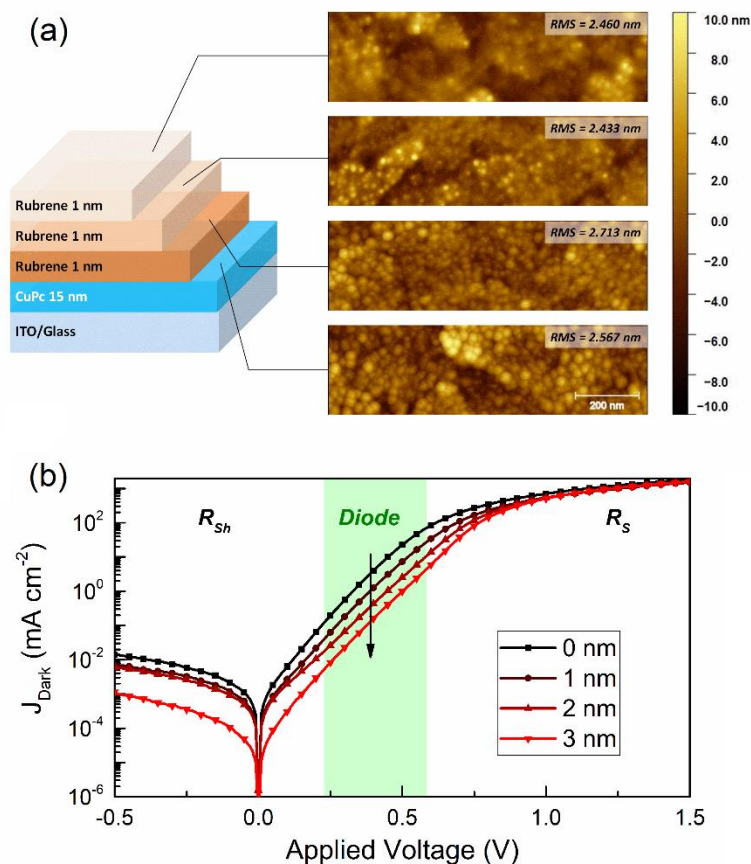 (a)
RMS = 2.460 nm
RMS = 2.433 nm
RMS = 2.713 nm
RMS = 2.567 nm
200 nm
10.0 nm
8.0
6.0
4.0
2.0
0.0
-2.0
-4.0
-6.0
-8.0
-10.0
Rubrene 1 nm
Rubrene 1 nm
Rubrene 1 nm
CuPc 15 nm
ITO/Glass
(b)
R_Sh
Diode
R_S
0 nm
1 nm
2 nm
3 nm
J_Dark (mA cm⁻²)
10²
10⁰
10⁻²
10⁻⁴
10⁻⁶
-0.5
0.0
0.5
1.0
1.5
Applied Voltage (V)